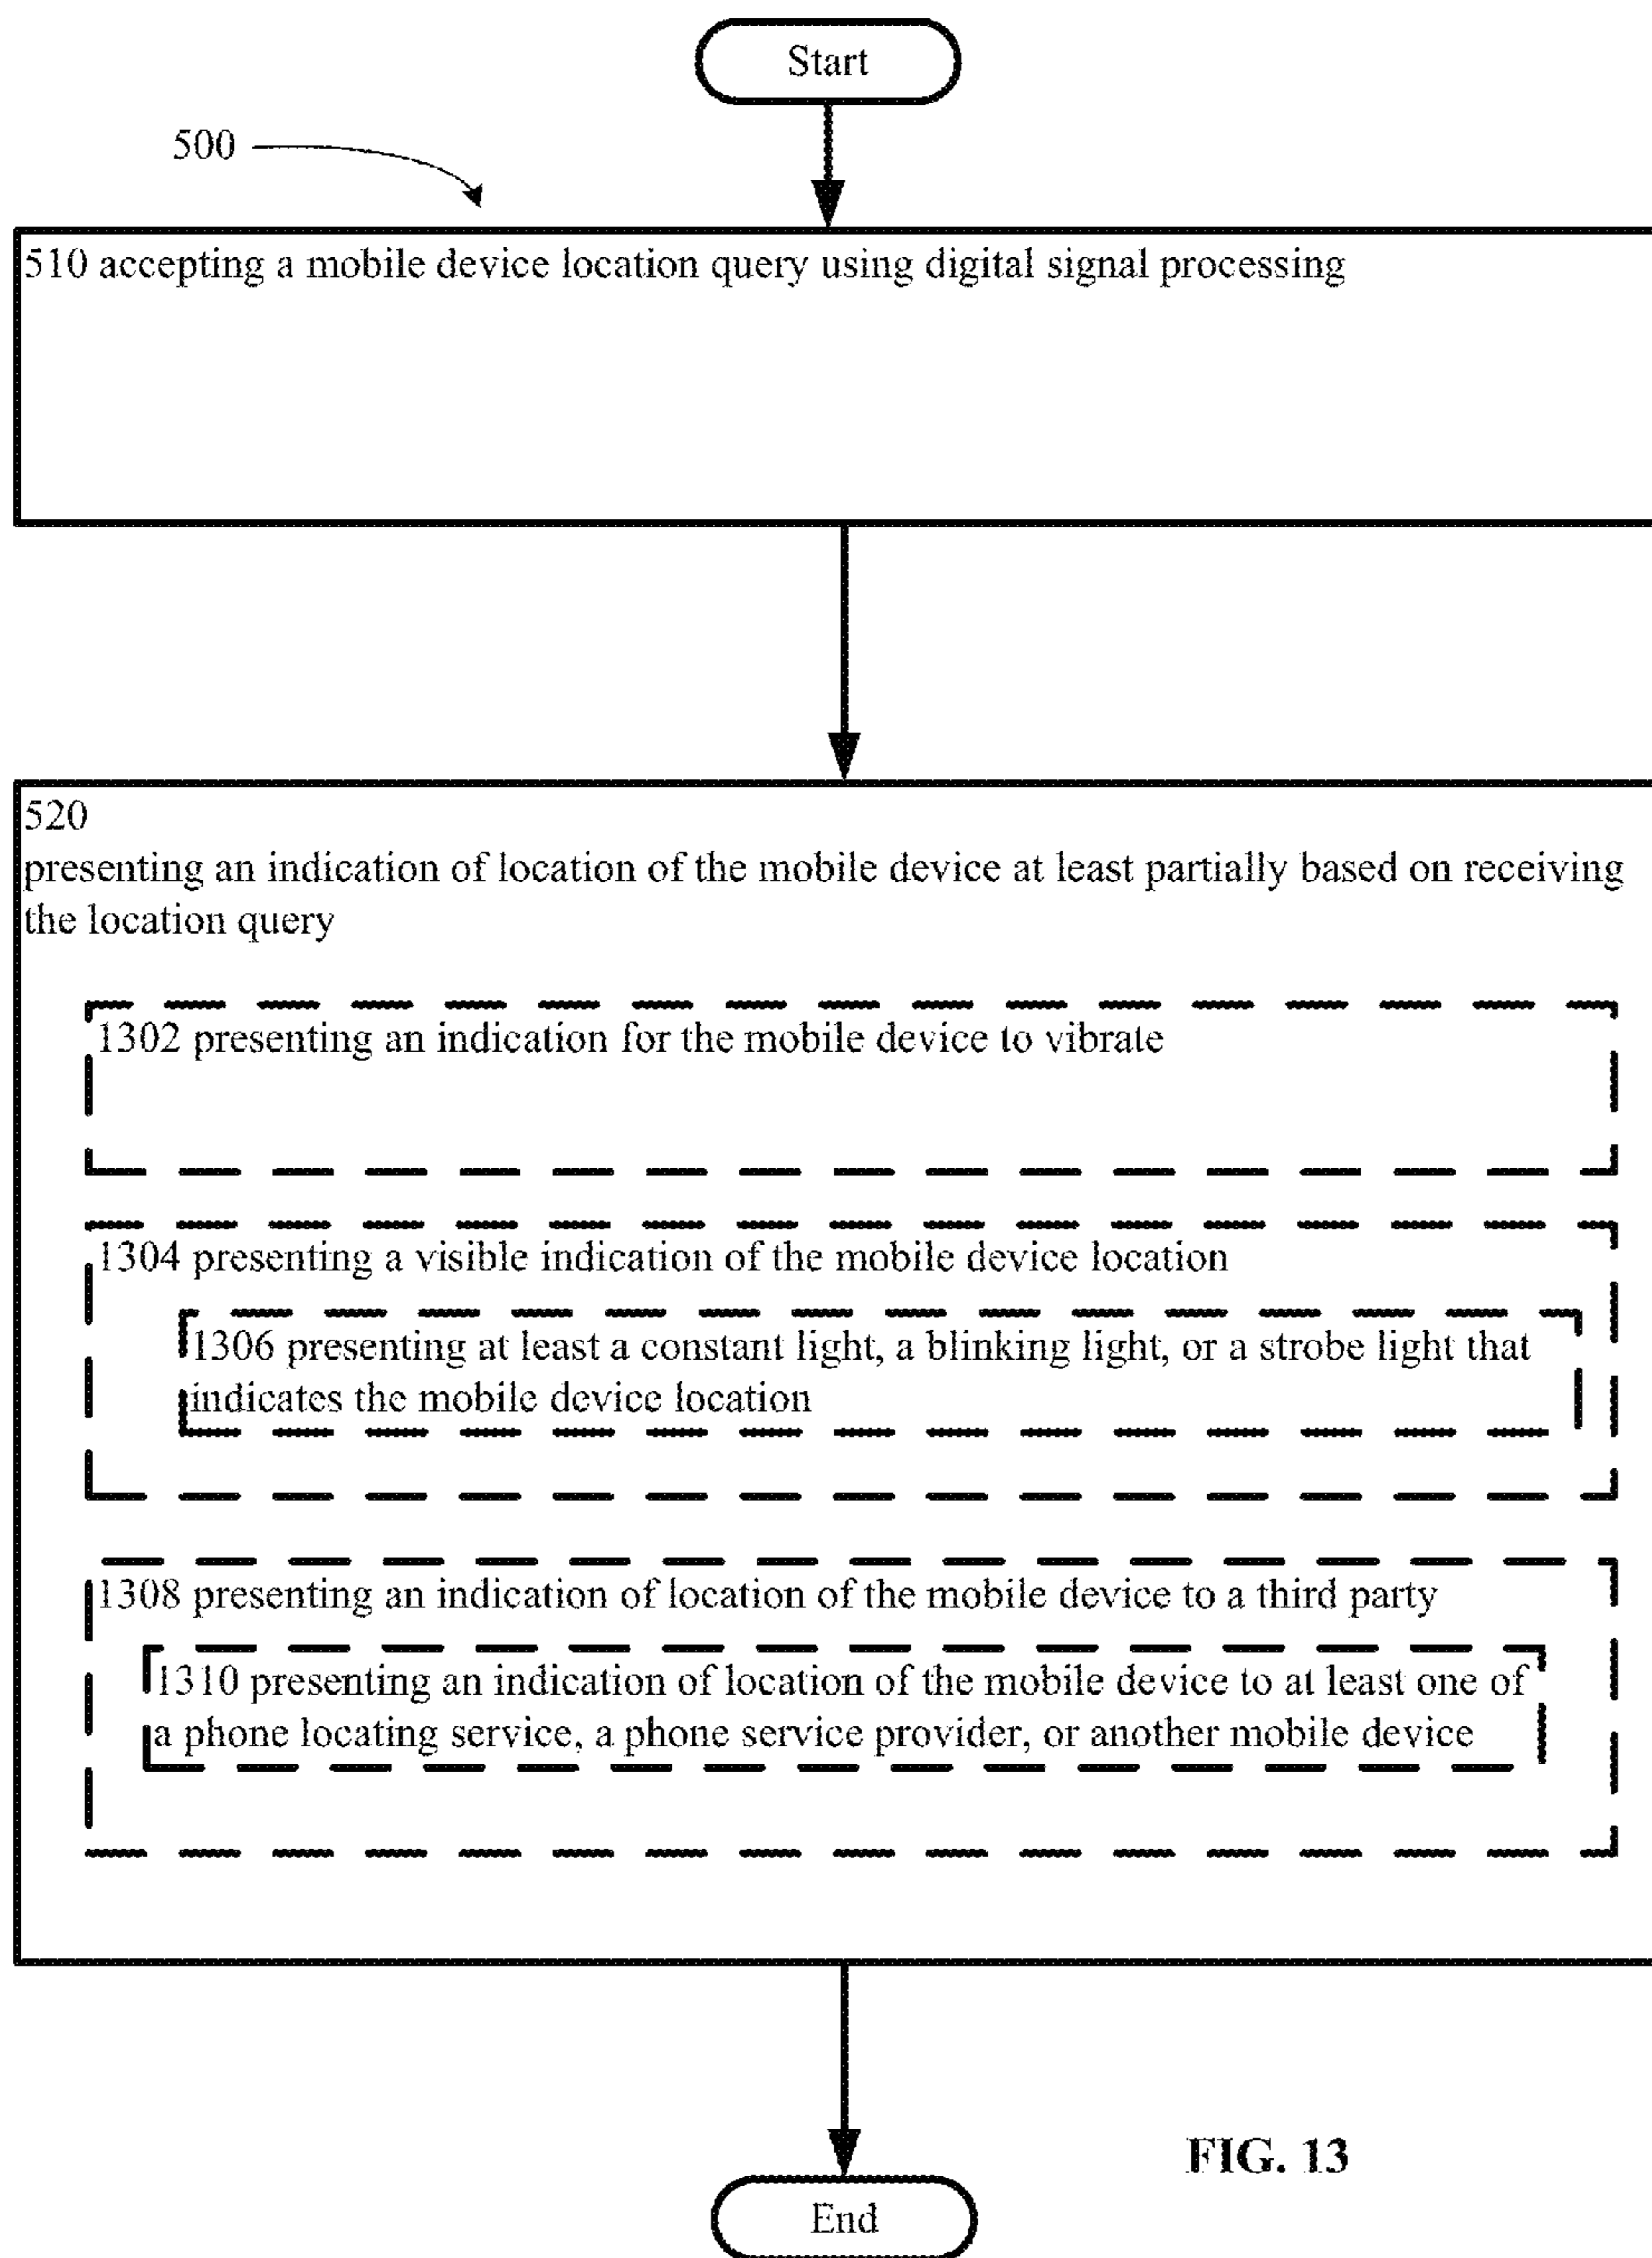 Start
500
510 accepting a mobile device location query using digital signal processing
520
presenting an indication of location of the mobile device at least partially based on receiving
the location query
1302 presenting an indication for the mobile device to vibrate
1304 presenting a visible indication of the mobile device location
1306 presenting at least a constant light, a blinking light, or a strobe light that
indicates the mobile device location
1308 presenting an indication of location of the mobile device to a third party
1310 presenting an indication of location of the mobile device to at least one of
a phone locating service, a phone service provider, or another mobile device
FIG. 13
End